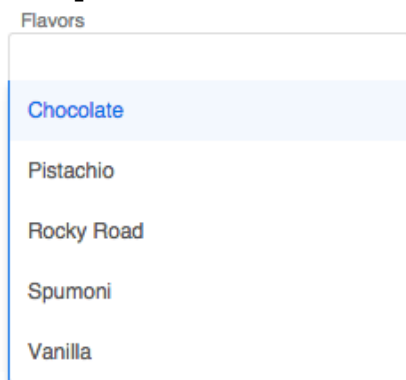 Flavors
Chocolate
Pistachio
Rocky Road
Spumoni
Vanilla